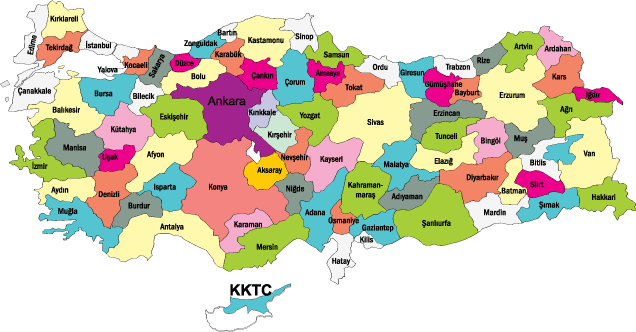 Kırklareli
Edirne
Tekirdağ
İstanbul
Yalova
Kocaeli
Sakarya
Düzce
Zonguldak
Bartın
Karabük
Kastamonu
Sinop
Samsun
Ordu
Giresun
Trabzon
Rize
Artvin
Ardahan
Çanakkale
Balıkesir
Bursa
Bilecik
Bolu
Çankırı
Çorum
Amasya
Tokat
Gümüşhane
Bayburt
Erzurum
Kars
Iğdır
Ağrı
Kütahya
Eskişehir
Ankara
Kırıkkale
Kırşehir
Yozgat
Sivas
Erzincan
Tunceli
Bingöl
Muş
Bitlis
Van
İzmir
Manisa
Uşak
Afyon
Konya
Aksaray
Nevşehir
Kayseri
Malatya
Elazığ
Diyarbakır
Batman
Siirt
Aydın
Denizli
Isparta
Niğde
Kahraman-
maraş
Adıyaman
Şanlıurfa
Mardin
Şırnak
Hakkari
Muğla
Burdur
Antalya
Karaman
Mersin
Adana
Osmaniye
Gaziantep
Kilis
Hatay
KKTC